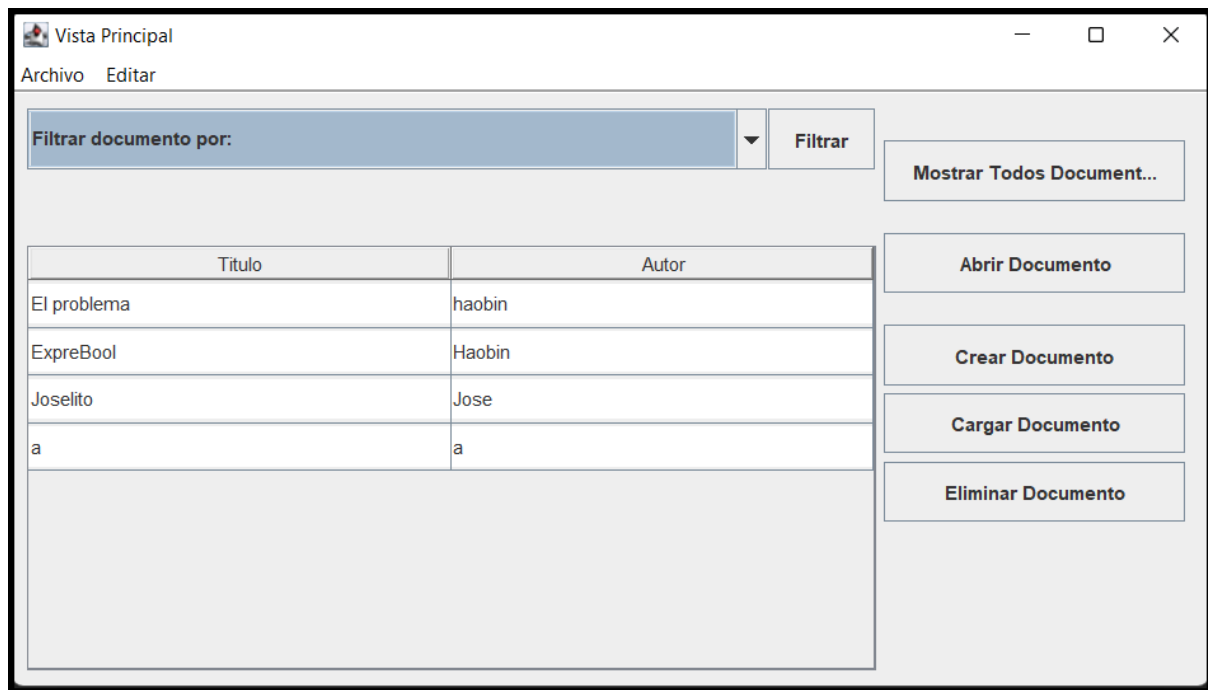 Vista Principal
Archivo Editar
Filtrar documento por:
Filtrar
Mostrar Todos Document...
Titulo Autor
Abrir Documento
El problema haobin
ExpreBool Haobin
Crear Documento
Joselito Jose
Cargar Documento
a a
Eliminar Documento